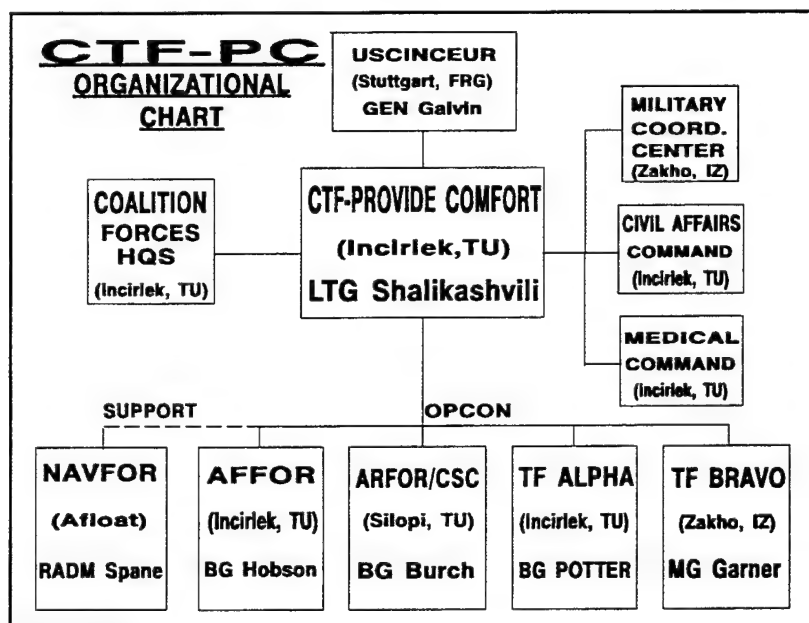 CTF-PC
ORGANIZATIONAL
CHART
USCINCEUR
(Stuttgart, FRG)
GEN Galvin
MILITARY
COORD.
CENTER
(Zakho, IZ)
COALITION
FORCES
HQS
(Incirlek, TU)
CTF-PROVIDE COMFORT
(Incirlek,TU)
LTG Shalikashvili
CIVIL AFFAIRS
COMMAND
(Incirlek, TU)
MEDICAL
COMMAND
(Incirlek, TU)
SUPPORT
OPCON
NAVFOR
(Afloat)
RADM Spane
AFFOR
(Incirlek, TU)
BG Hobson
ARFOR/CSC
(Silopi, TU)
BG Burch
TF ALPHA
(Incirlek, TU)
BG POTTER
TF BRAVO
(Zakho, IZ)
MG Garner